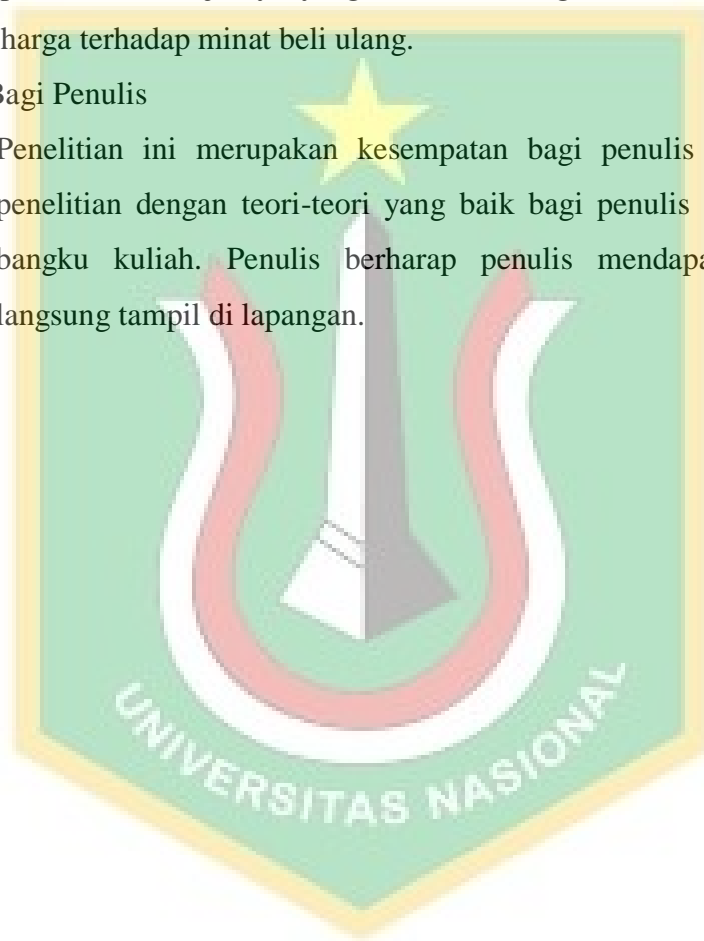 harga terhadap minat beli ulang.
Bagi Penulis
Penelitian ini merupakan kesempatan bagi penulis
penelitian dengan teori-teori yang baik bagi penulis
bangku kuliah. Penulis berharap penulis
langsung tampil di lapangan.
UNIVERSITAS NASIONAL